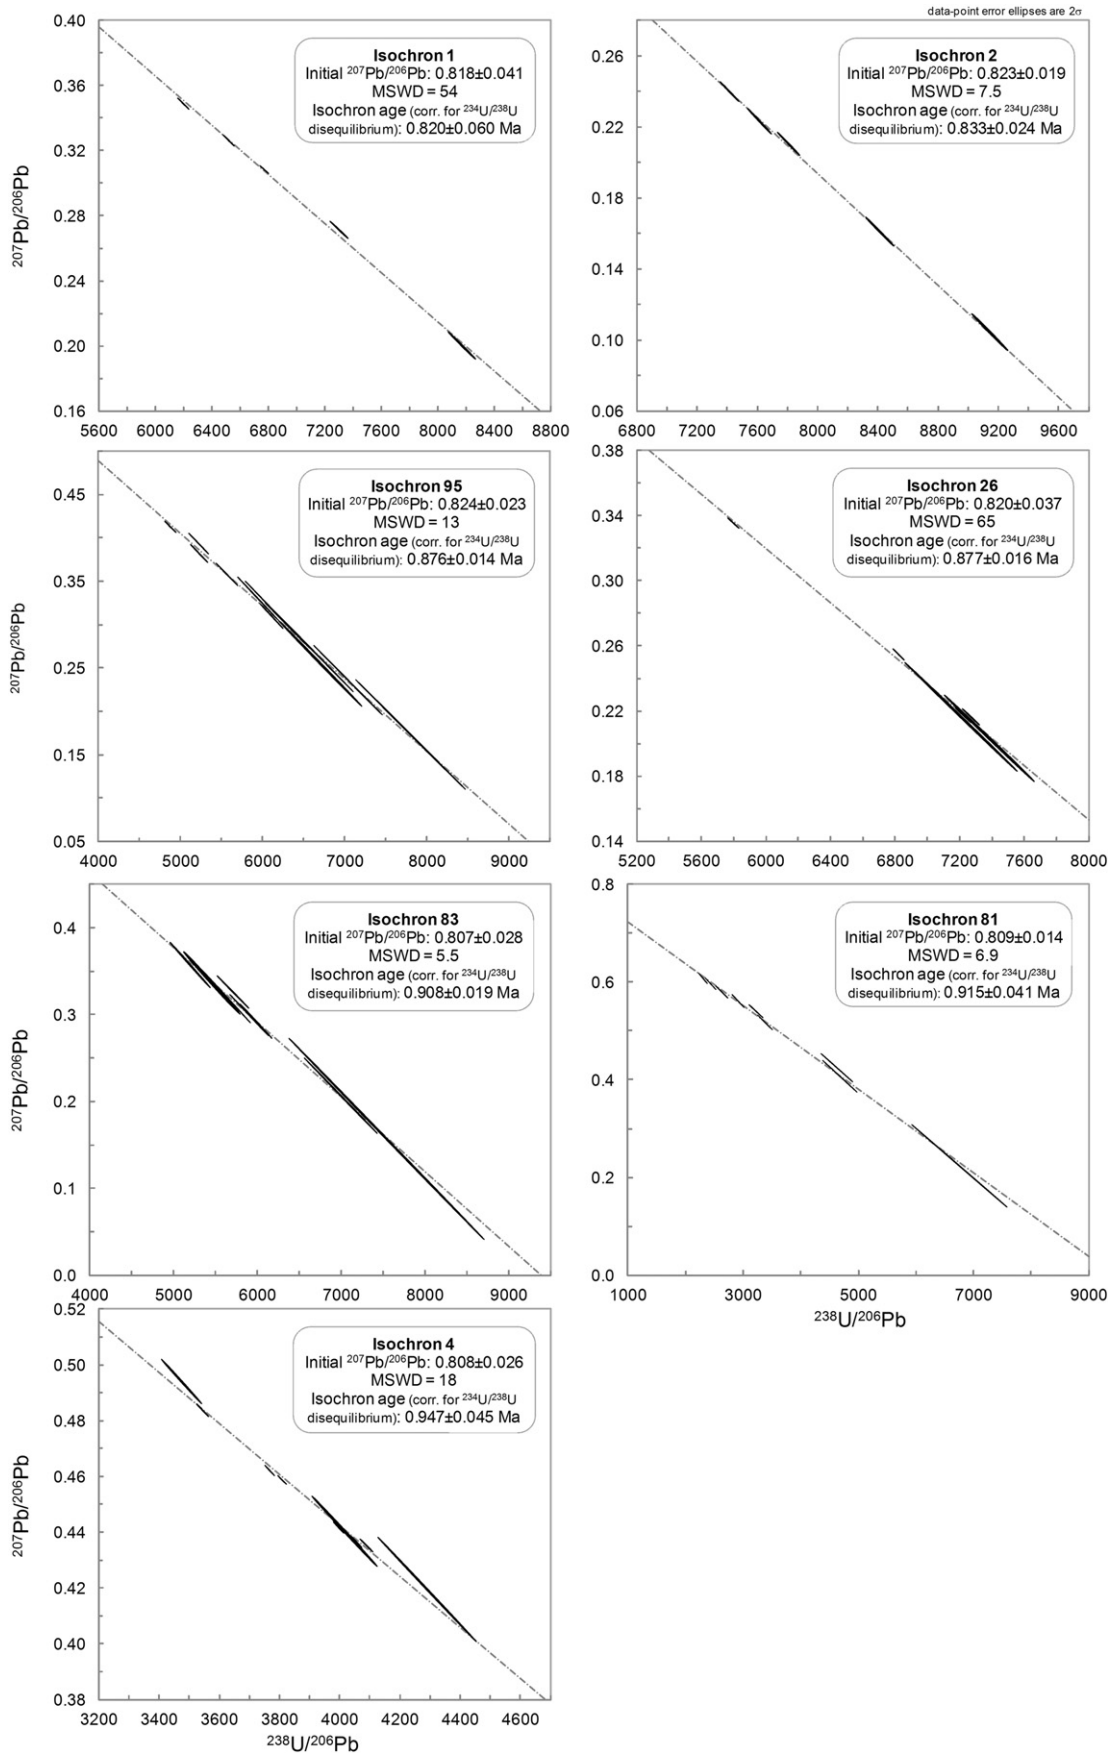 data-point error ellipses are 2σ
Isochron 1
Initial ²⁰⁷Pb/²⁰⁶Pb: 0.818±0.041
MSWD = 54
Isochron age (corr. for ²³⁴U/²³⁸U
disequilibrium): 0.820±0.060 Ma
0.40
0.36
0.32
0.28
0.24
0.20
0.16
²⁰⁷Pb/²⁰⁶Pb
5600 6000 6400 6800 7200 7600 8000 8400 8800
Isochron 2
Initial ²⁰⁷Pb/²⁰⁶Pb: 0.823±0.019
MSWD = 7.5
Isochron age (corr. for ²³⁴U/²³⁸U
disequilibrium): 0.833±0.024 Ma
0.26
0.22
0.18
0.14
0.10
0.06
6800 7200 7600 8000 8400 8800 9200 9600
Isochron 95
Initial ²⁰⁷Pb/²⁰⁶Pb: 0.824±0.023
MSWD = 13
Isochron age (corr. for ²³⁴U/²³⁸U
disequilibrium): 0.876±0.014 Ma
0.45
0.35
0.25
0.15
0.05
²⁰⁷Pb/²⁰⁶Pb
4000 5000 6000 7000 8000 9000
Isochron 26
Initial ²⁰⁷Pb/²⁰⁶Pb: 0.820±0.037
MSWD = 65
Isochron age (corr. for ²³⁴U/²³⁸U
disequilibrium): 0.877±0.016 Ma
0.38
0.34
0.30
0.26
0.22
0.18
0.14
5200 5600 6000 6400 6800 7200 7600 8000
Isochron 83
Initial ²⁰⁷Pb/²⁰⁶Pb: 0.807±0.028
MSWD = 5.5
Isochron age (corr. for ²³⁴U/²³⁸U
disequilibrium): 0.908±0.019 Ma
0.4
0.3
0.2
0.1
0.0
²⁰⁷Pb/²⁰⁶Pb
4000 5000 6000 7000 8000 9000
Isochron 81
Initial ²⁰⁷Pb/²⁰⁶Pb: 0.809±0.014
MSWD = 6.9
Isochron age (corr. for ²³⁴U/²³⁸U
disequilibrium): 0.915±0.041 Ma
0.8
0.6
0.4
0.2
0.0
1000 3000 5000 7000 9000
²³⁸U/²⁰⁶Pb
Isochron 4
Initial ²⁰⁷Pb/²⁰⁶Pb: 0.808±0.026
MSWD = 18
Isochron age (corr. for ²³⁴U/²³⁸U
disequilibrium): 0.947±0.045 Ma
0.52
0.50
0.48
0.46
0.44
0.42
0.40
0.38
²⁰⁷Pb/²⁰⁶Pb
3200 3400 3600 3800 4000 4200 4400 4600
²³⁸U/²⁰⁶Pb